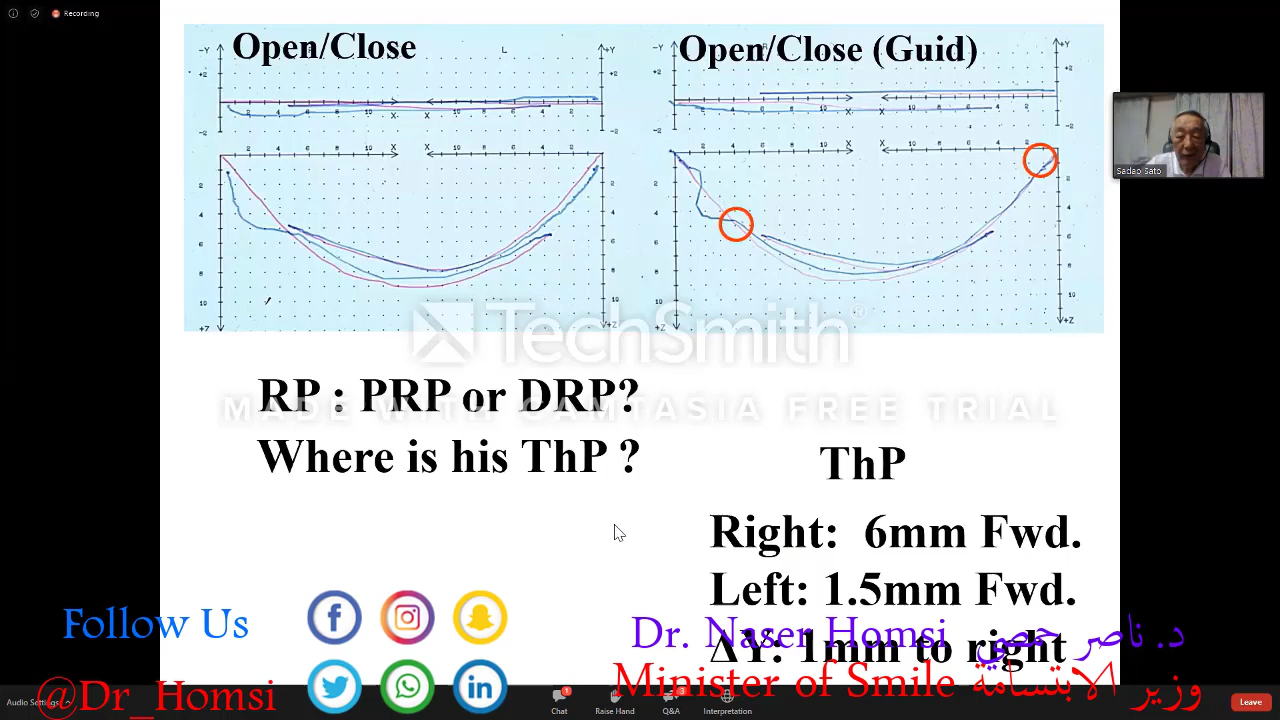 Recording
Open/Close
Open/Close (Guid)
Sadao Sato
TechSmith®
MADE WITH CAMTASIA FREE TRIAL
RP : PRP or DRP?
Where is his ThP ?
ThP
Right: 6mm Fwd.
Left: 1.5mm Fwd.
ΔY: 1mm to right
Follow Us
@Dr_Homsi
Dr. Naser Homsi د. ناصر حمصي
Minister of Smile وزير الابتسامة
Audio Settings
Chat
Raise Hand
Q&A
Interpretation
Leave